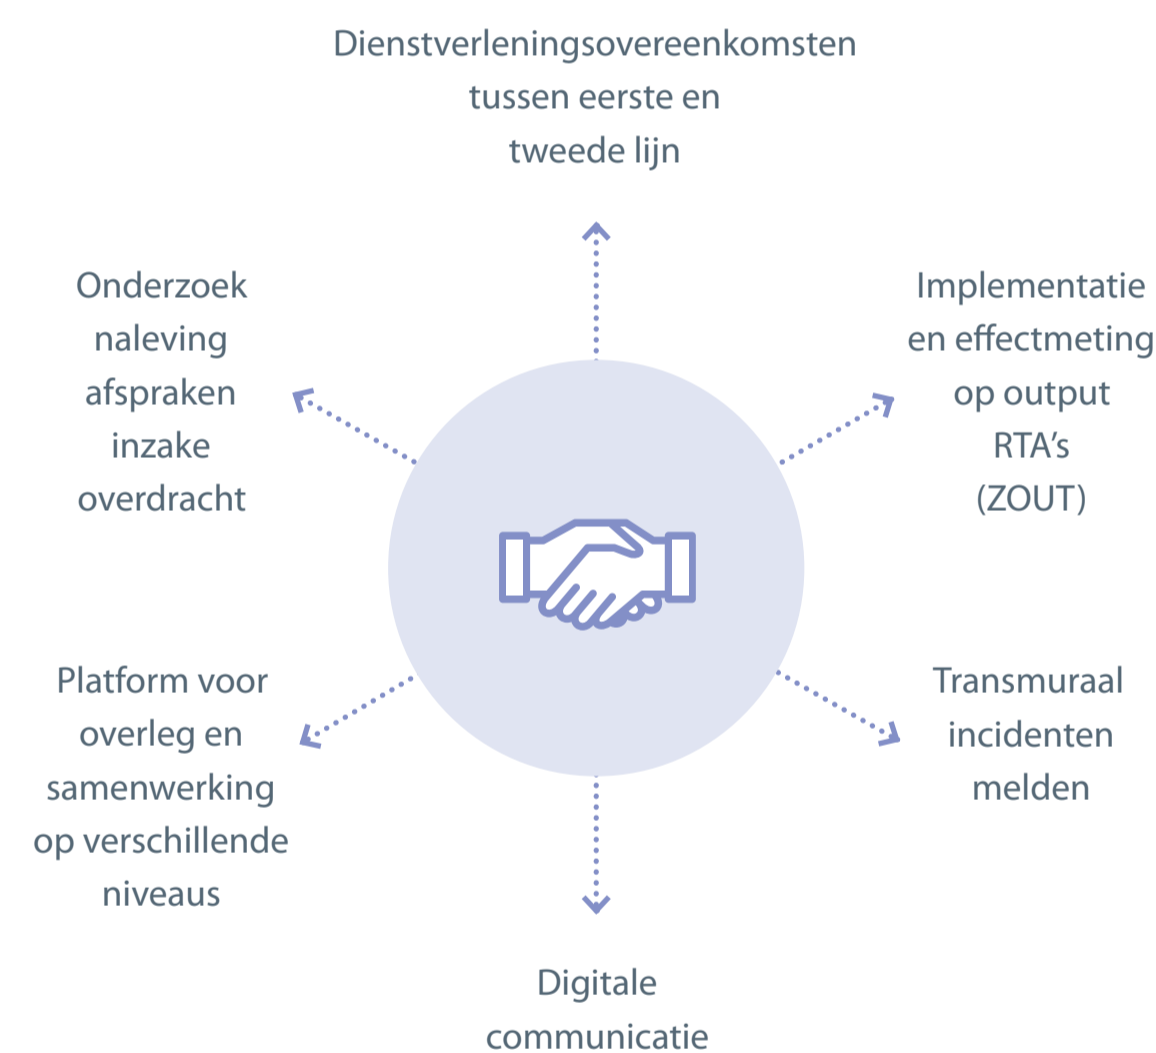 Dienstverleningsovereenkomsten
tussen eerste en
tweede lijn
Onderzoek
naleving
afspraken
inzake
overdracht
Implementatie
en effectmeting
op output
RTA's
(ZOUT)
Platform voor
overleg en
samenwerking
op verschillende
niveaus
Transmuraal
incidenten
melden
Digitale
communicatie